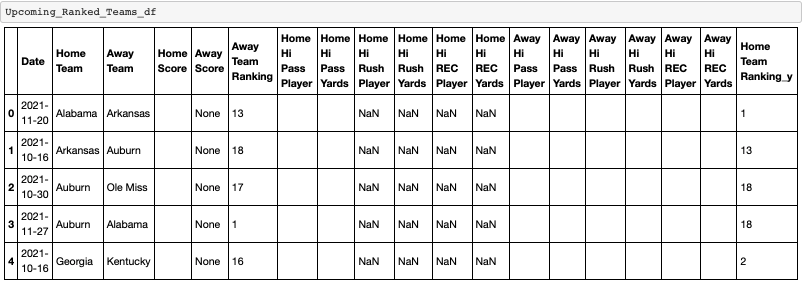 Upcoming_Ranked_Teams_df
Date Home Team Away Team Home Score Away Score Away Team Ranking Home Hi Pass Player Home Hi Pass Yards Home Hi Rush Player Home Hi Rush Yards Home Hi REC Player Home Hi REC Yards Away Hi Pass Player Away Hi Pass Yards Away Hi Rush Player Away Hi Rush Yards Away Hi REC Player Away Hi REC Yards Home Team Ranking_y
0 2021-11-20 Alabama Arkansas None 13 NaN NaN NaN NaN 1
1 2021-10-16 Arkansas Auburn None 18 NaN NaN NaN NaN 13
2 2021-10-30 Auburn Ole Miss None 17 NaN NaN NaN NaN 18
3 2021-11-27 Auburn Alabama None 1 NaN NaN NaN NaN 18
4 2021-10-16 Georgia Kentucky None 16 NaN NaN NaN NaN 2